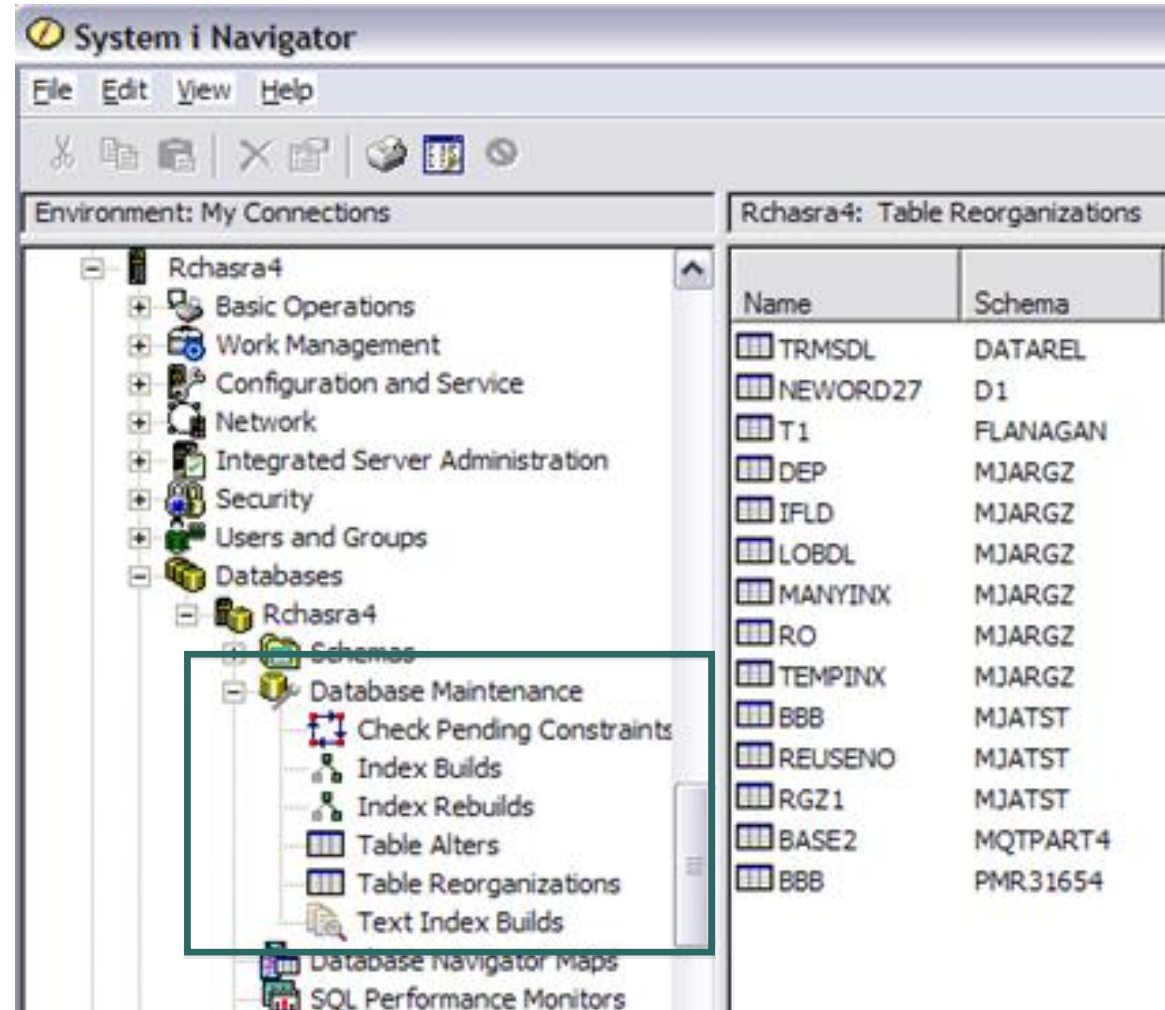 System i Navigator
File Edit View Help
Environment: My Connections
Rchasra4
Basic Operations
Work Management
Configuration and Service
Network
Integrated Server Administration
Security
Users and Groups
Databases
Rchasra4
Schemas
Database Maintenance
Check Pending Constraints
Index Builds
Index Rebuilds
Table Alters
Table Reorganizations
Text Index Builds
Database Navigator Maps
SQL Performance Monitors
Rchasra4: Table Reorganizations
Name Schema
TRMSDL DATAREL
NEWORD27 D1
T1 FLANAGAN
DEP MJARGZ
IFLD MJARGZ
LOBDL MJARGZ
MANYINX MJARGZ
RO MJARGZ
TEMPINX MJARGZ
BBB MJATST
REUSENO MJATST
RGZ1 MJATST
BASE2 MQTPART4
BBB PMR31654